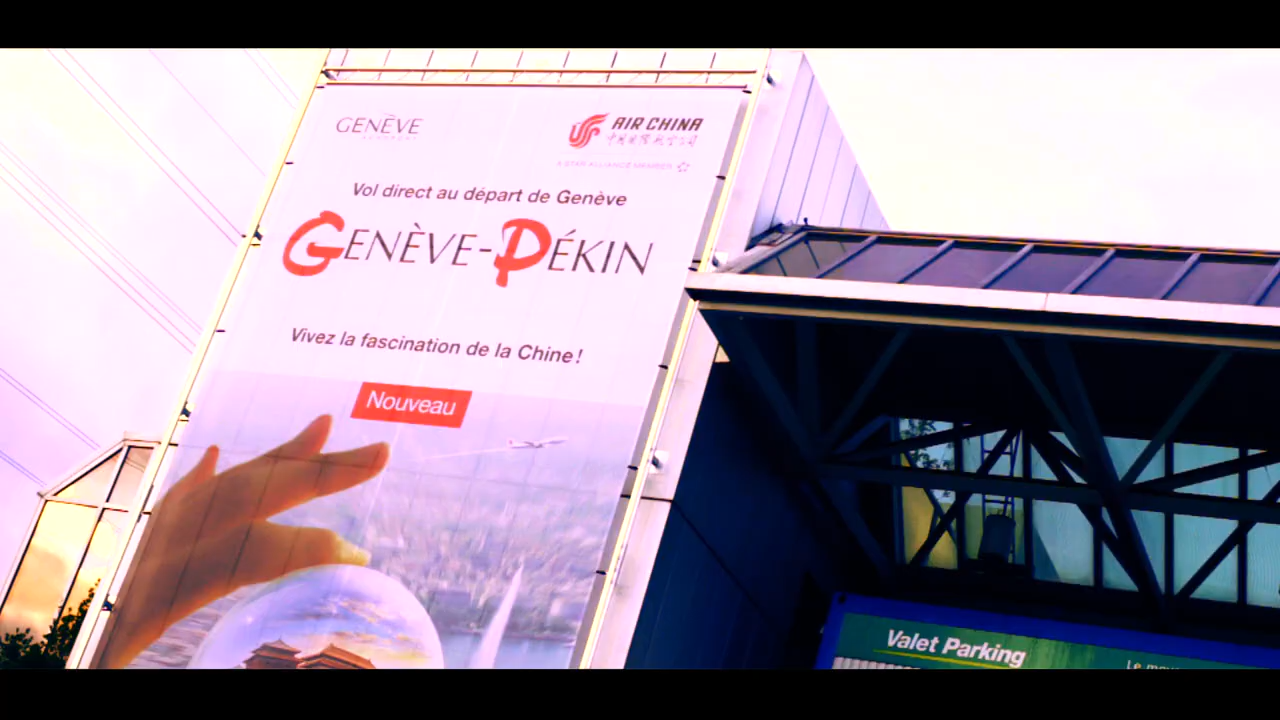 GENÈVE
AIR CHINA
A STAR ALLIANCE MEMBER
Vol direct au départ de Genève
GENÈVE-PÉKIN
Vivez la fascination de la Chine!
Nouveau
Valet Parking
Le